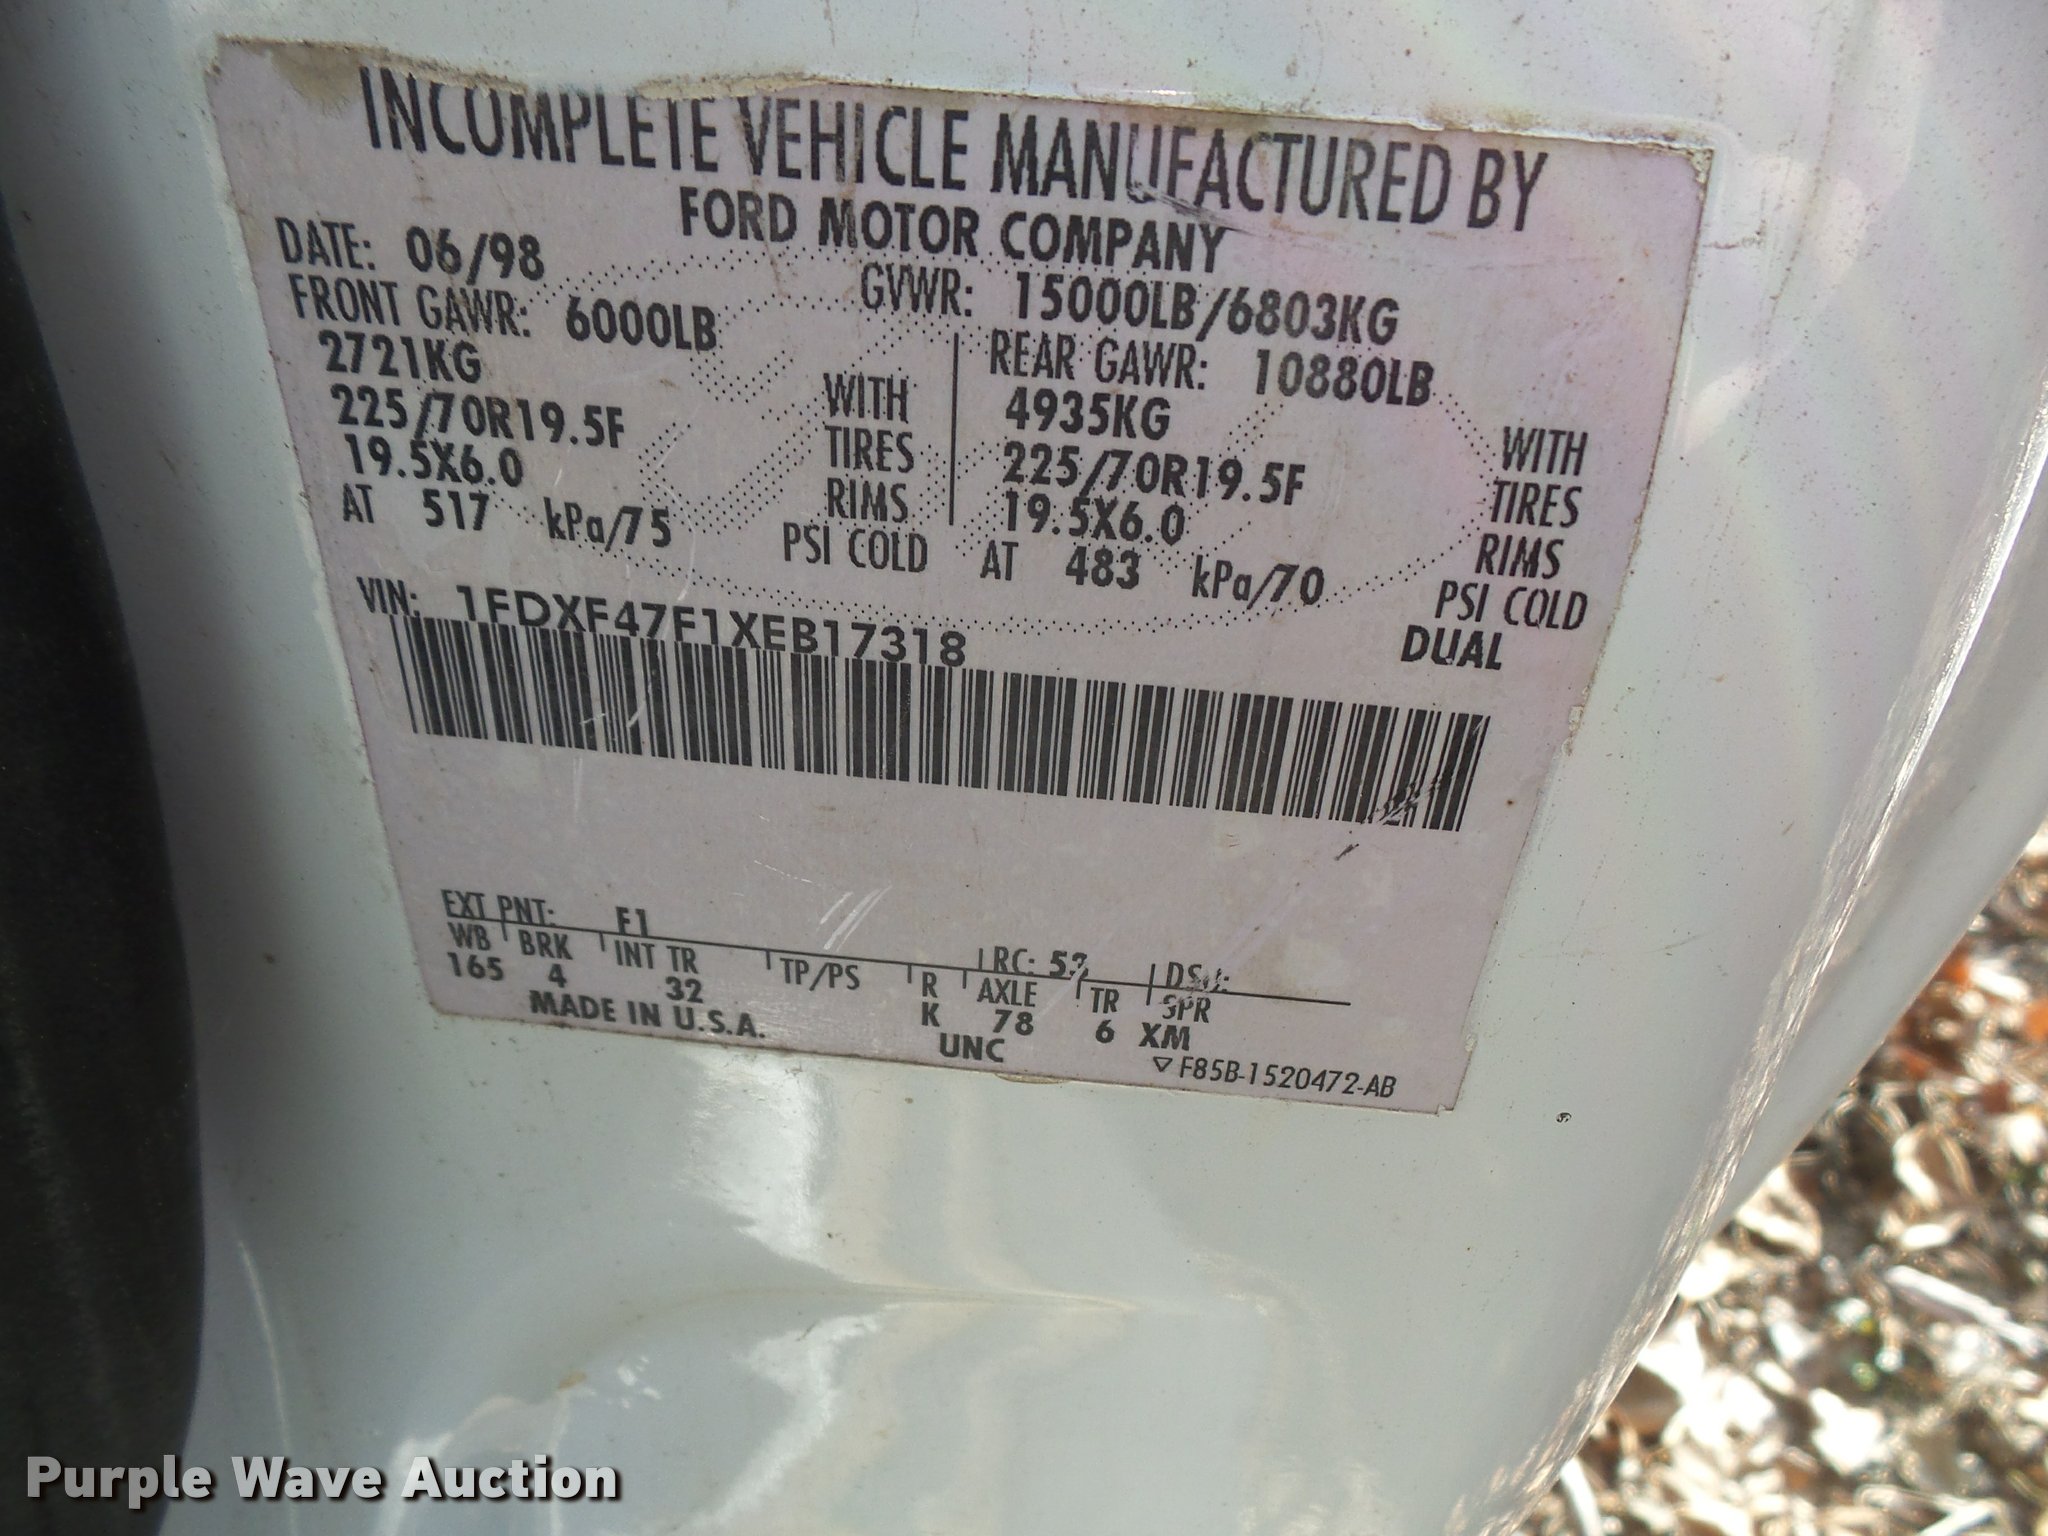 INCOMPLETE VEHICLE MANUFACTURED BY
FORD MOTOR COMPANY
DATE: 06/98
GVWR: 15000LB/6803KG
FRONT GAWR: 6000LB
2721KG
225/70R19.5F
19.5X6.0
AT 517 kPa/75
WITH
TIRES
RIMS
PSI COLD
REAR GAWR: 10880LB
4935KG
225/70R19.5F
19.5X6.0
AT 483 kPa/70
WITH
TIRES
RIMS
PSI COLD
DUAL
VIN: 1FDXF47F1XEB17318
EXT PNT: F1 RC: 53
WB BRK INT TR TP/PS R AXLE TR SPR
165 4 32 K 78 6 XM
MADE IN U.S.A.
UNC
▽ F85B-1520472-AB
Purple Wave Auction